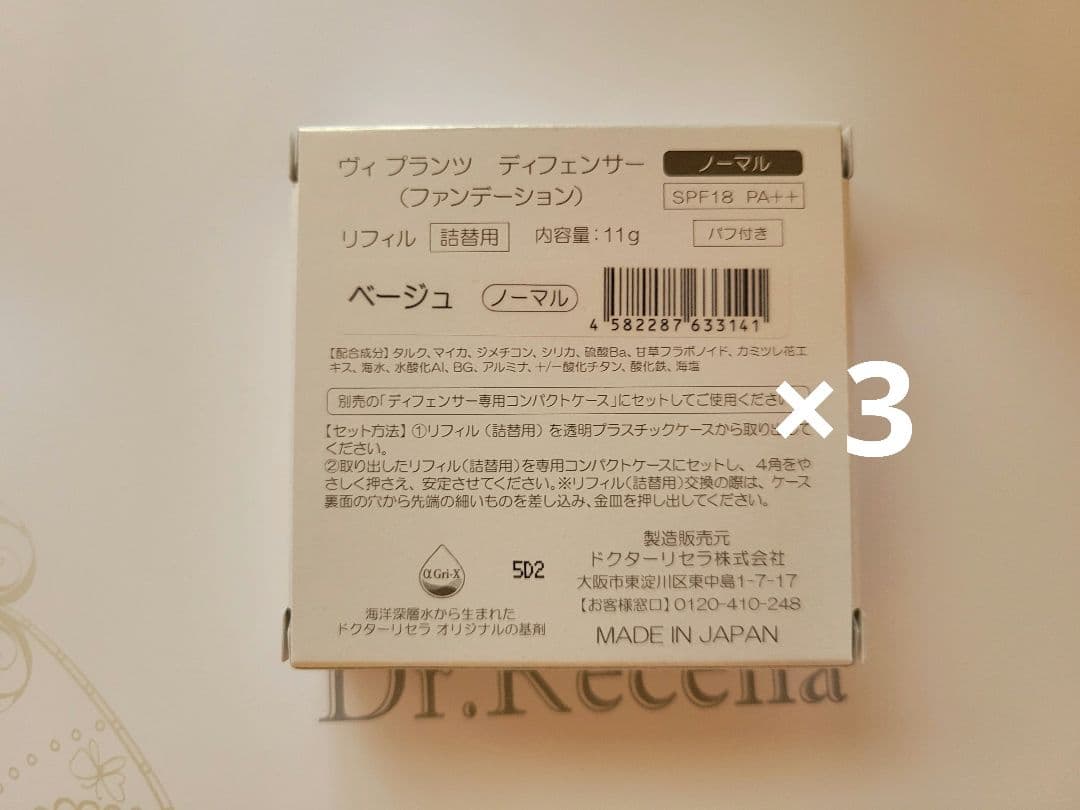 ヴィ プランツ ディフェンサー
ノーマル
(ファンデーション)
SPF18 PA++
リフィル 詰替用 内容量:11g
パフ付き
ベージュ ノーマル
4 582287 633141
【配合成分】タルク、マイカ、ジメチコン、シリカ、硫酸Ba、甘草フラボノイド、カミツレ花エ
キス、海水、水酸化Al、BG、アルミナ、+/-酸化チタン、酸化鉄、海塩
別売の「ディフェンサー専用コンパクトケース」にセットしてご使用くださ
×3
【セット方法】①リフィル(詰替用)を透明プラスチックケースから取り出して
ください。
②取り出したリフィル(詰替用)を専用コンパクトケースにセットし、4角をや
さしく押さえ、安定させてください。※リフィル(詰替用)交換の際は、ケース
裏面の穴から先端の細いものを差し込み、金皿を押し出してください。
αGri-X
5D2
海洋深層水から生まれた
ドクターリセラ オリジナルの基剤
製造販売元
ドクターリセラ株式会社
大阪市東淀川区東中島1-7-17
【お客様窓口】0120-410-248
MADE IN JAPAN
Dr.Recella